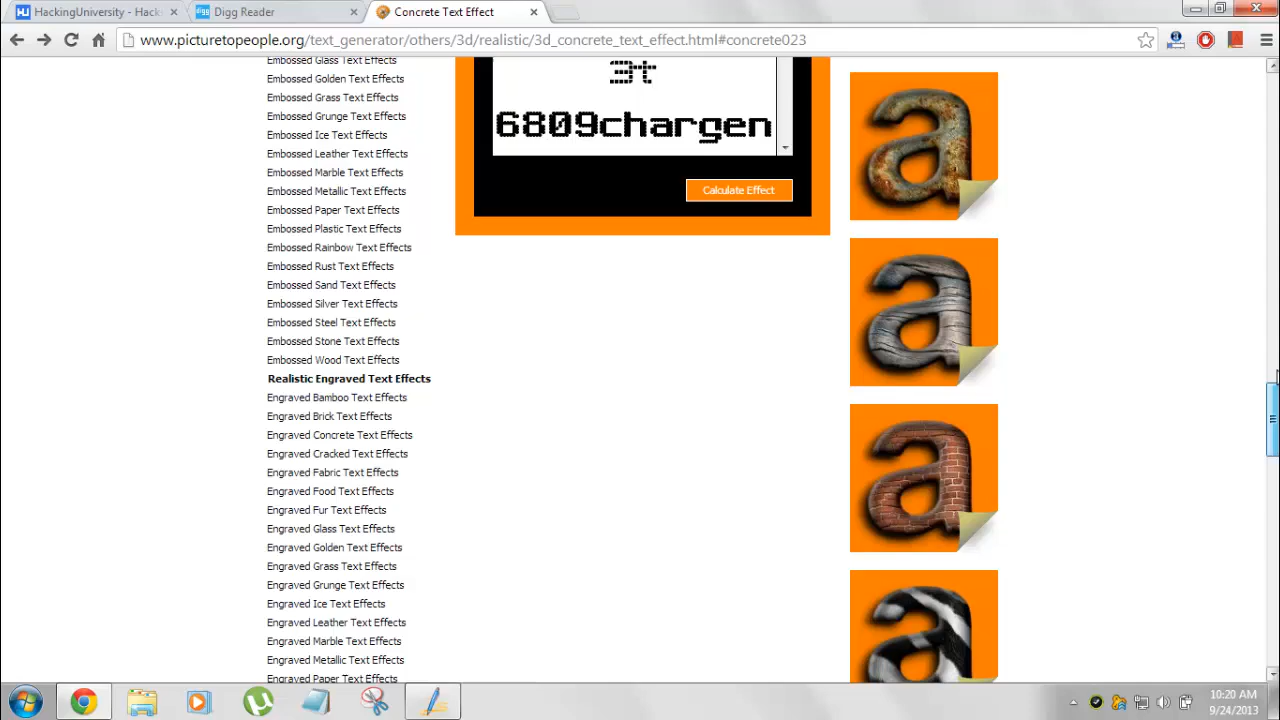 HackingUniversity - Hacks
Digg Reader
Concrete Text Effect
www.picturetopeople.org/text_generator/others/3d/realistic/3d_concrete_text_effect.html#concrete023
Embossed Glass Text Effects
Embossed Golden Text Effects
Embossed Grass Text Effects
Embossed Grunge Text Effects
Embossed Ice Text Effects
Embossed Leather Text Effects
Embossed Marble Text Effects
Embossed Metallic Text Effects
Embossed Paper Text Effects
Embossed Plastic Text Effects
Embossed Rainbow Text Effects
Embossed Rust Text Effects
Embossed Sand Text Effects
Embossed Silver Text Effects
Embossed Steel Text Effects
Embossed Stone Text Effects
Embossed Wood Text Effects
Realistic Engraved Text Effects
Engraved Bamboo Text Effects
Engraved Brick Text Effects
Engraved Concrete Text Effects
Engraved Cracked Text Effects
Engraved Fabric Text Effects
Engraved Food Text Effects
Engraved Fur Text Effects
Engraved Glass Text Effects
Engraved Golden Text Effects
Engraved Grass Text Effects
Engraved Grunge Text Effects
Engraved Ice Text Effects
Engraved Leather Text Effects
Engraved Marble Text Effects
Engraved Metallic Text Effects
Engraved Paper Text Effects
3t
6809chargen
Calculate Effect
a
a
a
a
10:20 AM
9/24/2013